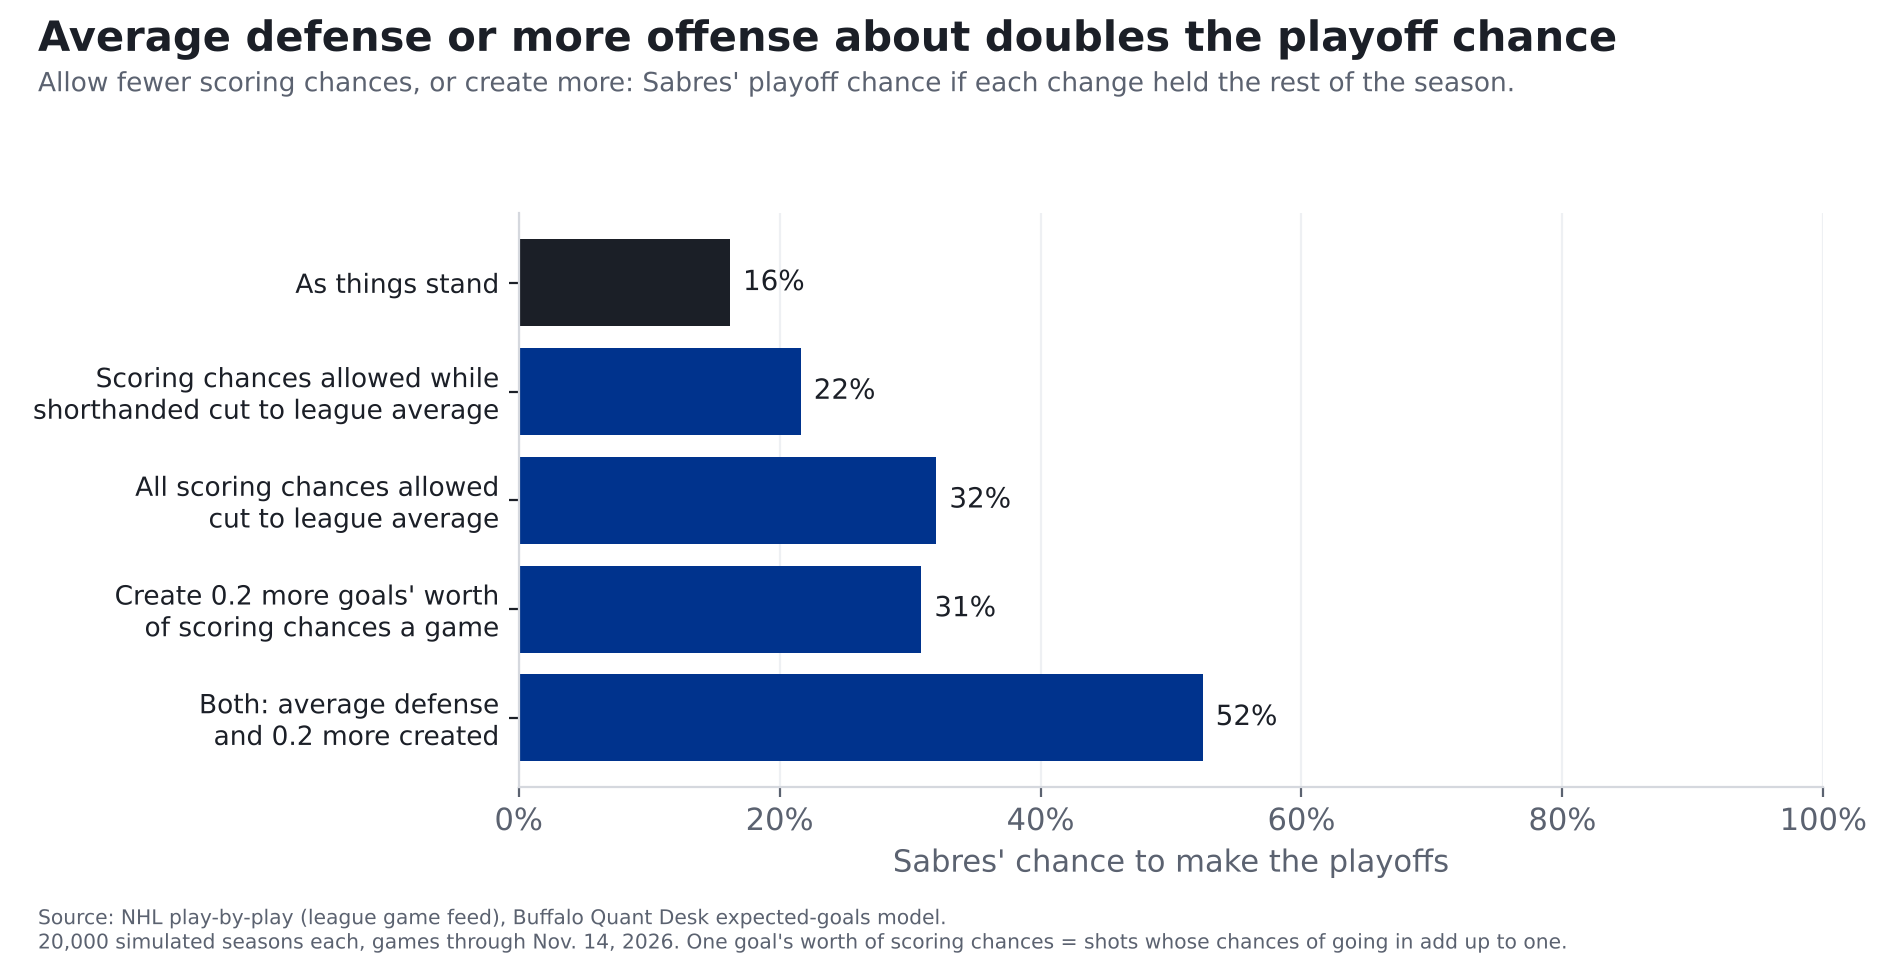 Average defense or more offense about doubles the playoff chance
Allow fewer scoring chances, or create more: Sabres' playoff chance if each change held the rest of the season.
As things stand
16%
Scoring chances allowed while
shorthanded cut to league average
22%
All scoring chances allowed
cut to league average
32%
Create 0.2 more goals' worth
of scoring chances a game
31%
Both: average defense
and 0.2 more created
52%
0%
20%
40%
60%
80%
100%
Sabres' chance to make the playoffs
Source: NHL play-by-play (league game feed), Buffalo Quant Desk expected-goals model.
20,000 simulated seasons each, games through Nov. 14, 2026. One goal's worth of scoring chances = shots whose chances of going in add up to one.